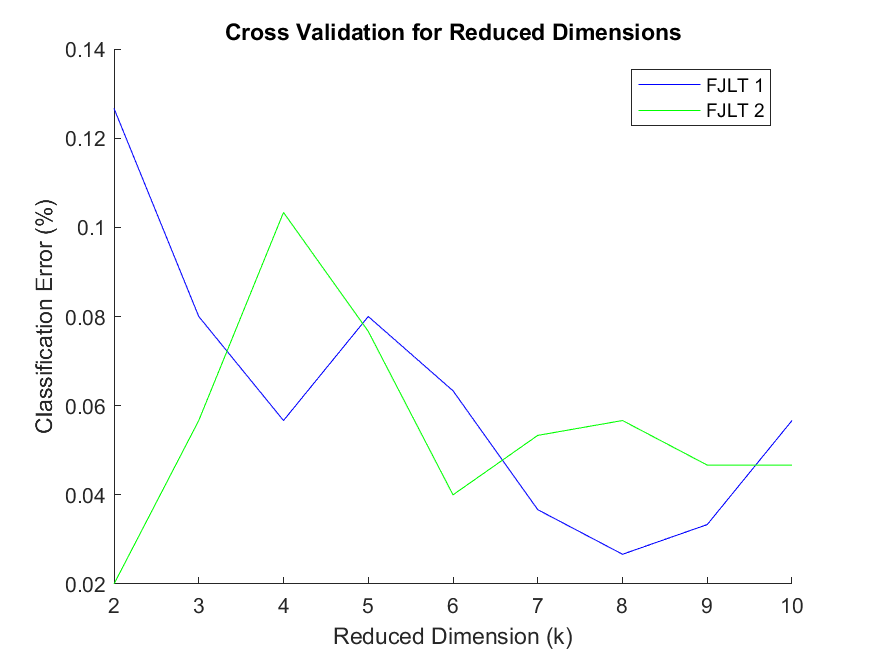 Cross Validation for Reduced Dimensions
FJLT 1
FJLT 2
Classification Error (%)
0.14
0.12
0.1
0.08
0.06
0.04
0.02
2 3 4 5 6 7 8 9 10
Reduced Dimension (k)